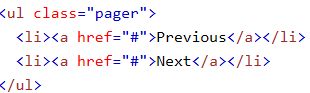 <ul class="pager">
  <li><a href="#">Previous</a></li>
  <li><a href="#">Next</a></li>
</ul>